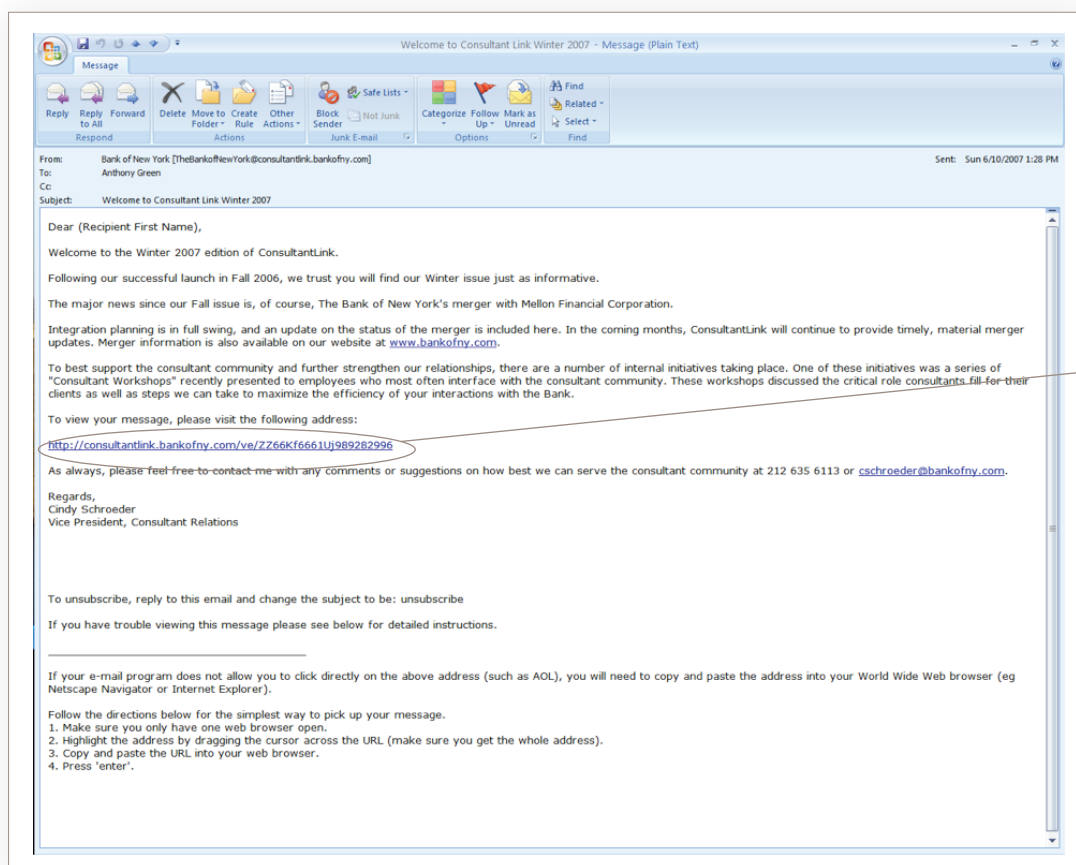 Welcome to Consultant Link Winter 2007 - Message (Plain Text)
Message
Reply
Reply to All
Forward
Respond
Delete
Move to Folder
Create Rule
Other Actions
Actions
Block Sender
Safe Lists
Not Junk
Junk E-mail
Categorize
Follow Up
Mark as Unread
Options
Find
Related
Select
Find
From: Bank of New York [TheBankofNewYork@consultantlink.bankofny.com]
Sent: Sun 6/10/2007 1:28 PM
To: Anthony Green
Cc:
Subject: Welcome to Consultant Link Winter 2007
Dear (Recipient First Name),
Welcome to the Winter 2007 edition of ConsultantLink.
Following our successful launch in Fall 2006, we trust you will find our Winter issue just as informative.
The major news since our Fall issue is, of course, The Bank of New York's merger with Mellon Financial Corporation.
Integration planning is in full swing, and an update on the status of the merger is included here. In the coming months, ConsultantLink will continue to provide timely, material merger
updates. Merger information is also available on our website at www.bankofny.com.
To best support the consultant community and further strengthen our relationships, there are a number of internal initiatives taking place. One of these initiatives was a series of
"Consultant Workshops" recently presented to employees who most often interface with the consultant community. These workshops discussed the critical role consultants fill for their
clients as well as steps we can take to maximize the efficiency of your interactions with the Bank.
To view your message, please visit the following address:
http://consultantlink.bankofny.com/ve/ZZ66Kf6661Uj989282996
As always, please feel free to contact me with any comments or suggestions on how best we can serve the consultant community at 212 635 6113 or cschroeder@bankofny.com.
Regards,
Cindy Schroeder
Vice President, Consultant Relations
To unsubscribe, reply to this email and change the subject to be: unsubscribe
If you have trouble viewing this message please see below for detailed instructions.
If your e-mail program does not allow you to click directly on the above address (such as AOL), you will need to copy and paste the address into your World Wide Web browser (eg
Netscape Navigator or Internet Explorer).
Follow the directions below for the simplest way to pick up your message.
1. Make sure you only have one web browser open.
2. Highlight the address by dragging the cursor across the URL (make sure you get the whole address).
3. Copy and paste the URL into your web browser.
4. Press 'enter'.